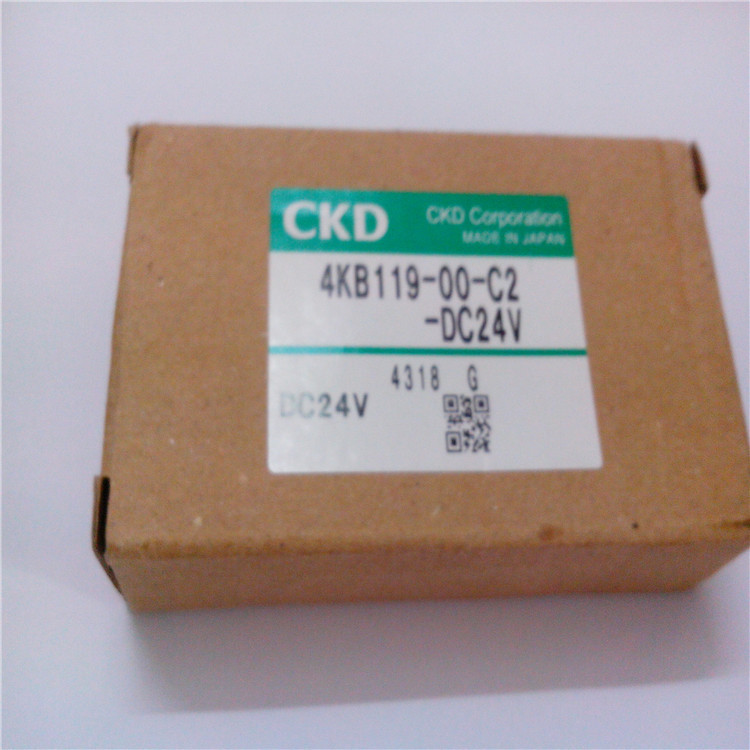 CKD
CKD Corporation
MADE IN JAPAN
4KB119-00-C2
-DC24V
4318 G
DC24V